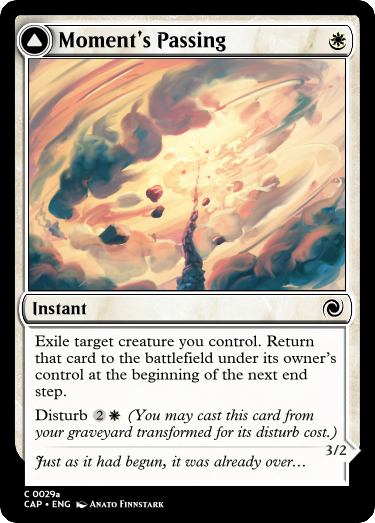 Moment's Passing
Instant
Exile target creature you control. Return
that card to the battlefield under its owner's
control at the beginning of the next end
step.
Disturb 2 (You may cast this card from
your graveyard transformed for its disturb cost.)
3/2
Just as it had begun, it was already over…
C 0029a
CAP • ENG Anato Finnstark